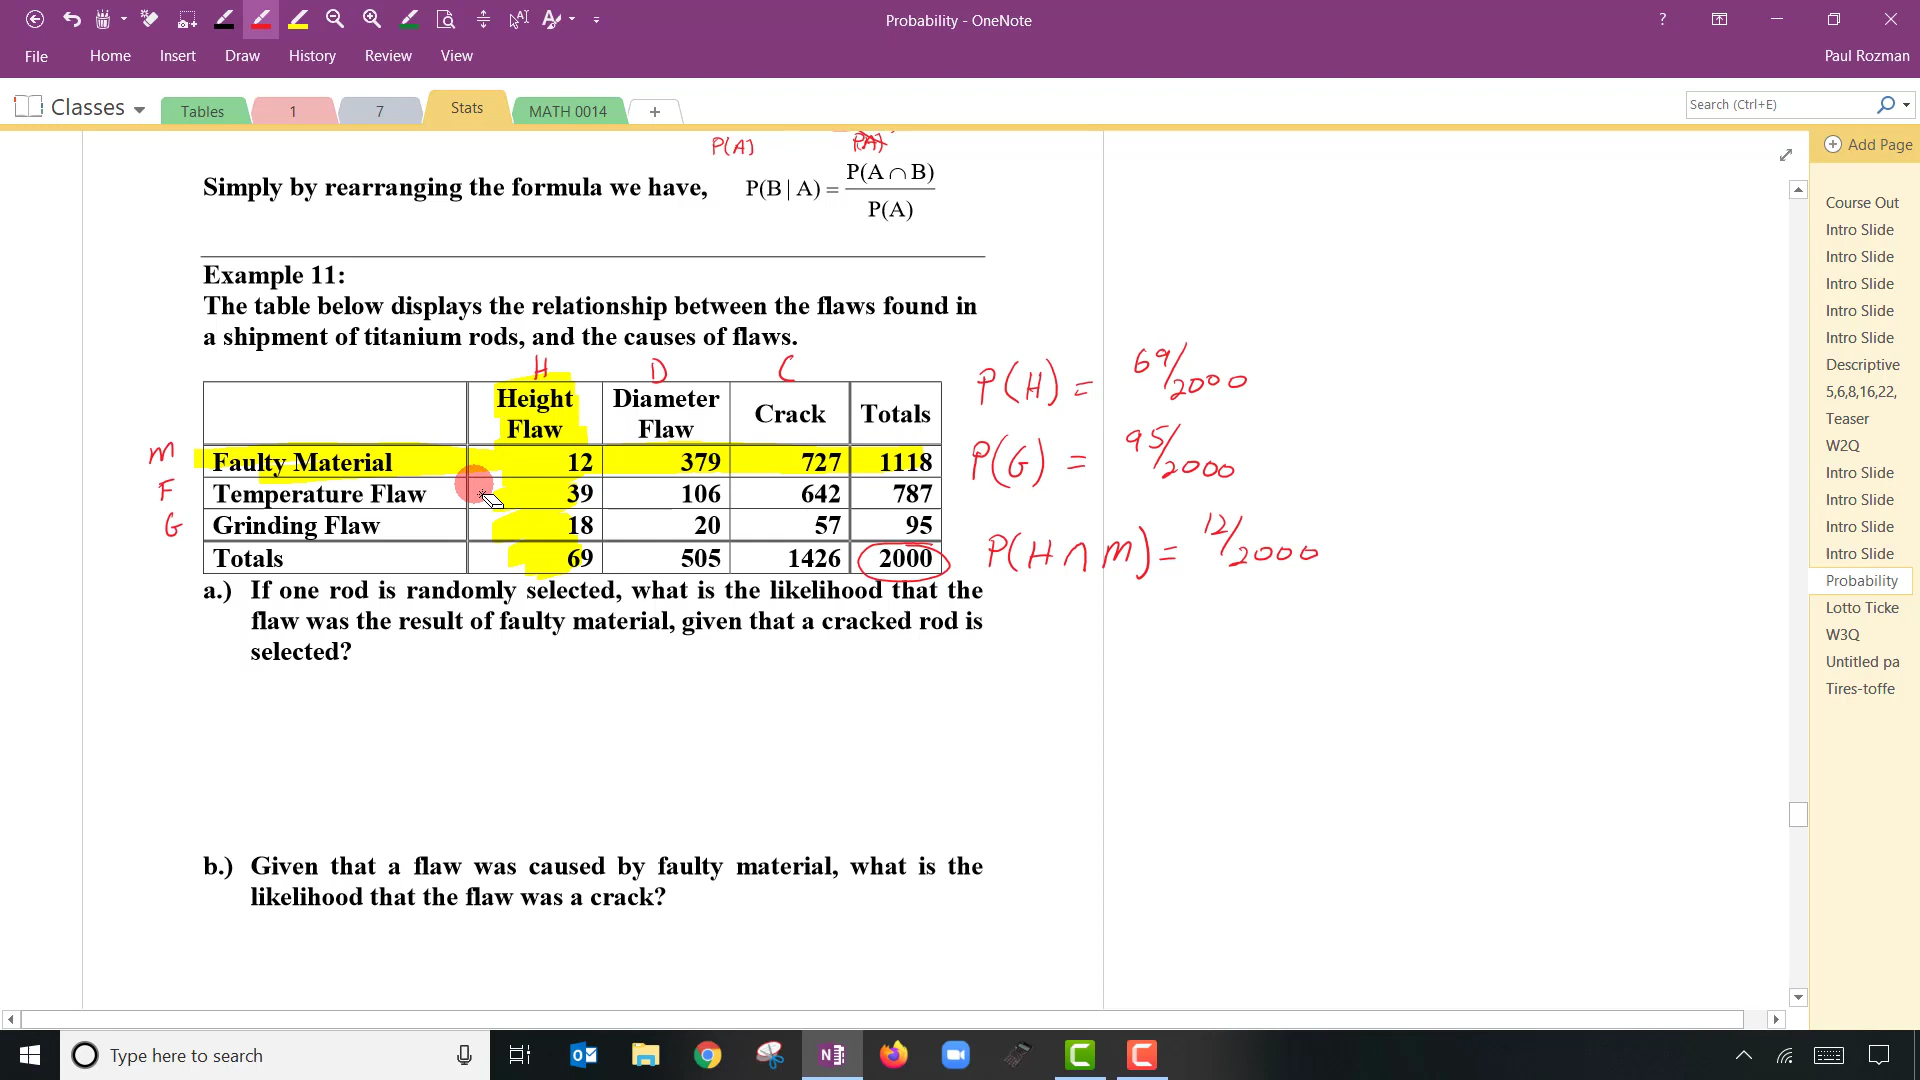 Probability - OneNote
?
File Home Insert Draw History Review View
Paul Rozman
Classes Tables 1 7 Stats MATH 0014 +
Search (Ctrl+E)
P(A) P(A)
Simply by rearranging the formula we have, P(B | A) = P(A ∩ B) / P(A)
Example 11:
The table below displays the relationship between the flaws found in
a shipment of titanium rods, and the causes of flaws.
H D C
Height Flaw Diameter Flaw Crack Totals
M Faulty Material 12 379 727 1118
F Temperature Flaw 39 106 642 787
G Grinding Flaw 18 20 57 95
Totals 69 505 1426 2000
P(H) = 69/2000
P(G) = 95/2000
P(H ∩ M) = 12/2000
a.) If one rod is randomly selected, what is the likelihood that the
flaw was the result of faulty material, given that a cracked rod is
selected?
b.) Given that a flaw was caused by faulty material, what is the
likelihood that the flaw was a crack?
Add Page
Course Out
Intro Slide
Intro Slide
Intro Slide
Intro Slide
Intro Slide
Descriptive
5,6,8,16,22,
Teaser
W2Q
Intro Slide
Intro Slide
Intro Slide
Intro Slide
Probability
Lotto Ticke
W3Q
Untitled pa
Tires-toffe
Type here to search